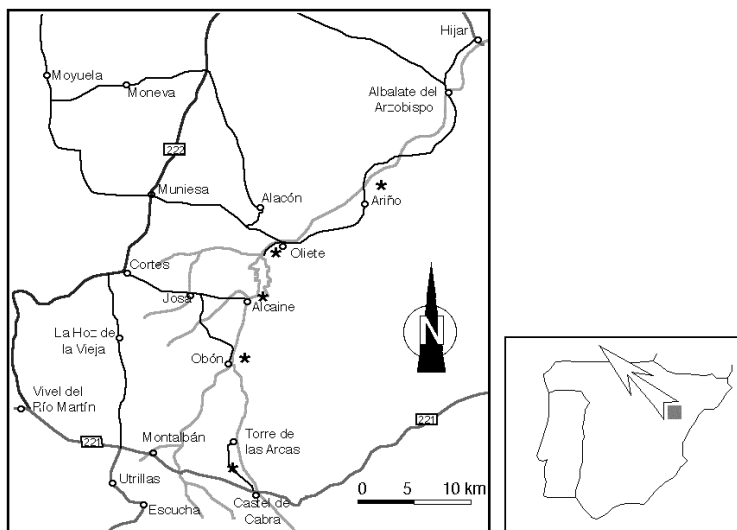 Hijar
Moyuela
Moneva
Albalate del
Arzobispo
222
Muniesa
Alacón
Ariño
Oliete
Cortes
Josa
Alcaine
La Hoz de
la Vieja
N
Obón
Vivel del
Río Martín
221
Montalbán
Torre de
las Arcas
221
Utrillas
Escucha
Castel de
Cabra
0 5 10 km